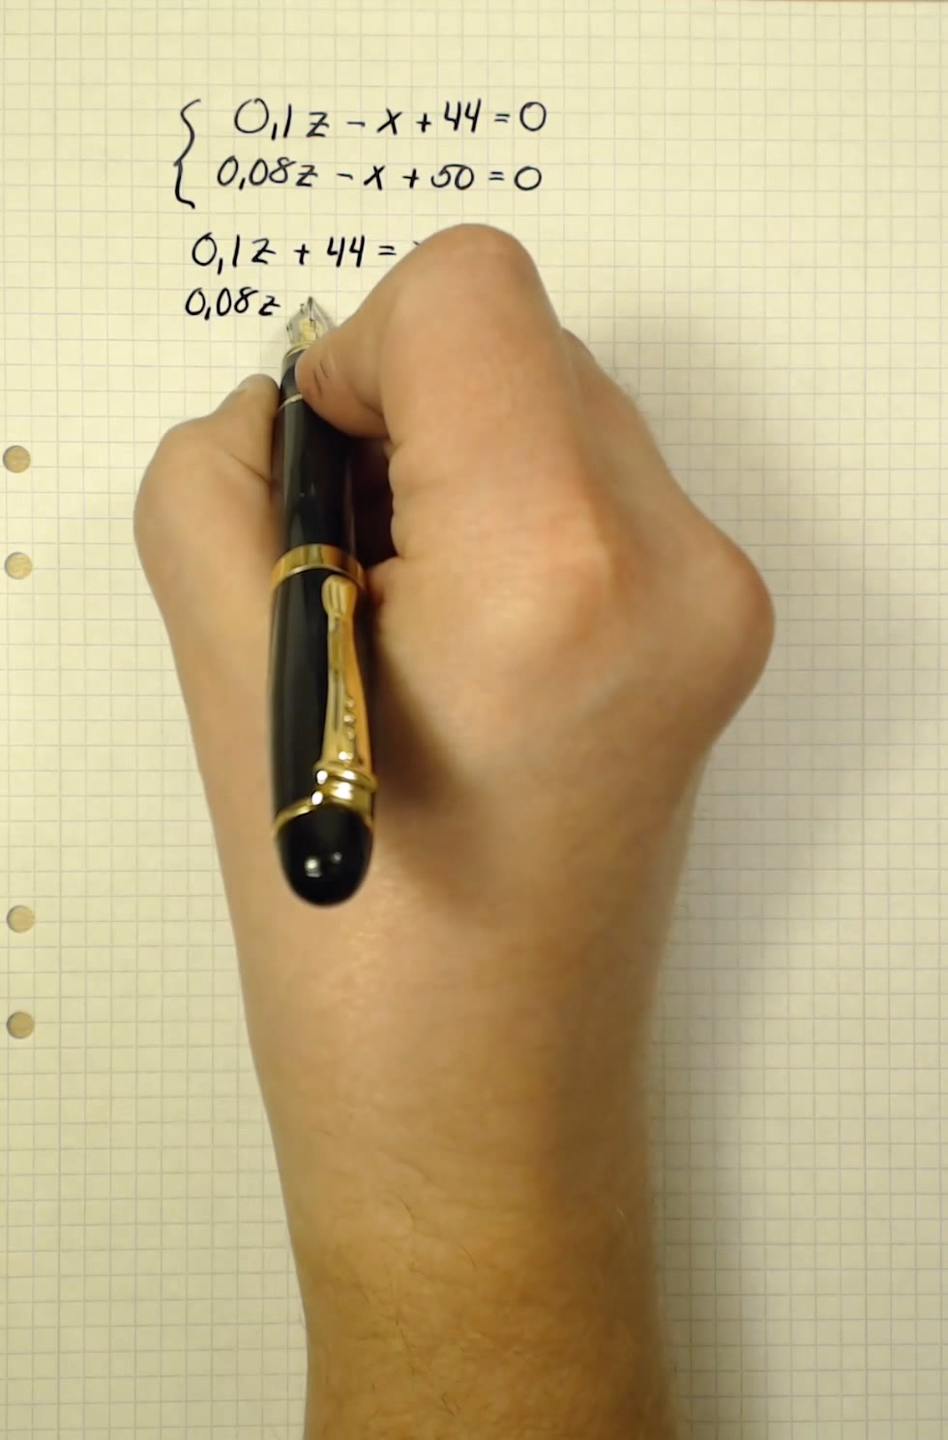 0,1z - x + 44 = 0
0,08z - x + 50 = 0
0,1z + 44 =
0,08z